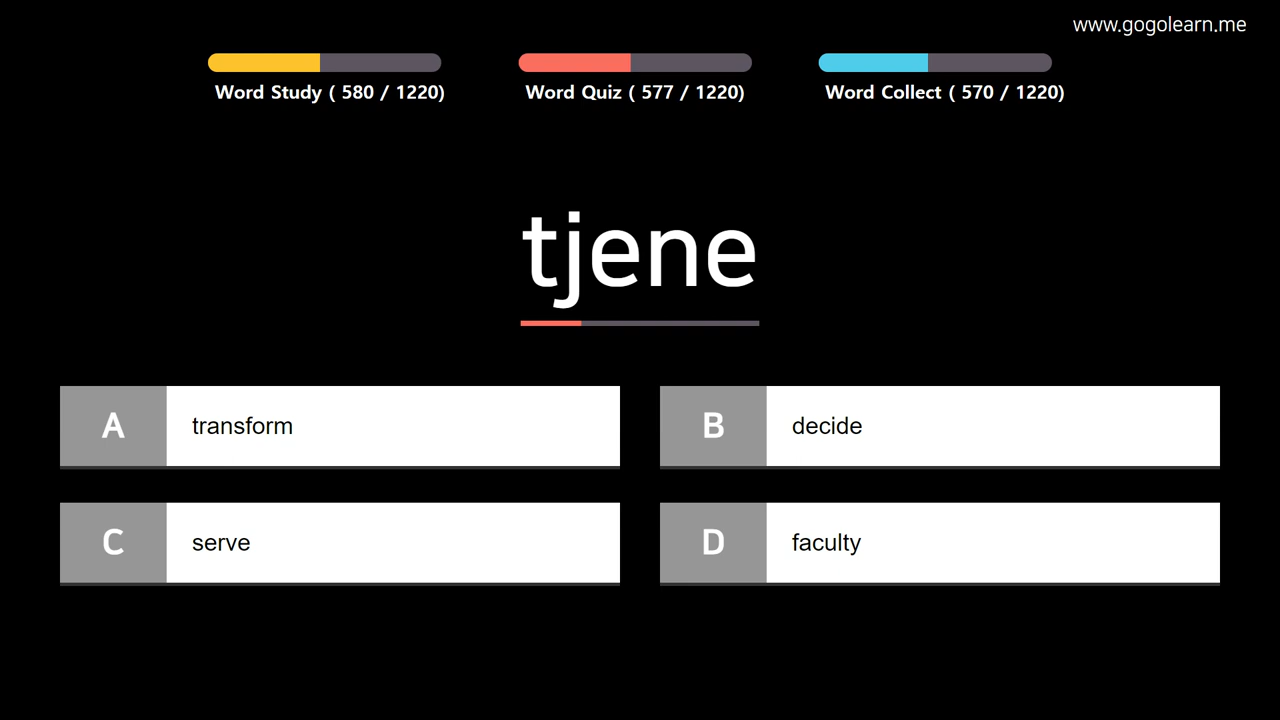 www.gogolearn.me
Word Study ( 580 / 1220)
Word Quiz ( 577 / 1220)
Word Collect ( 570 / 1220)
tjene
A transform
B decide
C serve
D faculty